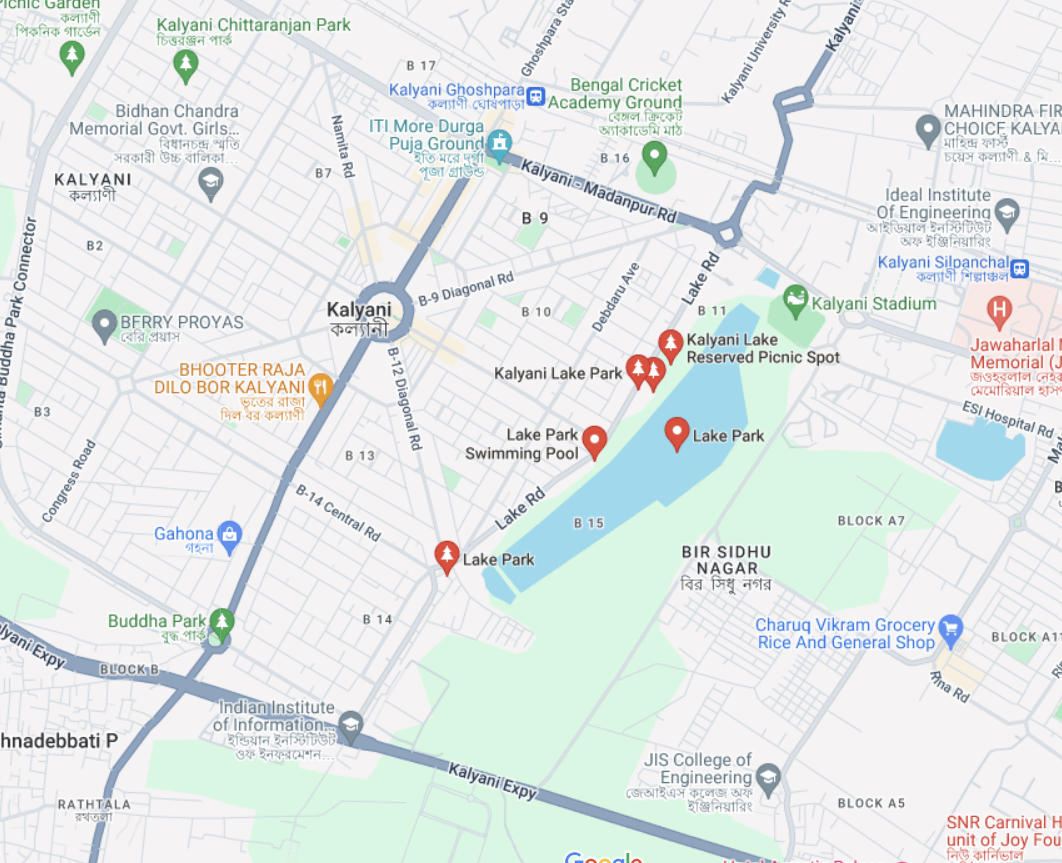 Picnic Garden
কল্যাণী
পিকনিক গার্ডেন
Kalyani Chittaranjan Park
চিত্তরঞ্জন পার্ক
Ghoshpara Sta
Kalyani University R
Kalyani
B 17
Kalyani Ghoshpara
কল্যাণী ঘোষপাড়া
Bengal Cricket
Academy Ground
বেঙ্গল ক্রিকেট
অ্যাকাডেমি মাঠ
Bidhan Chandra
Memorial Govt. Girls...
বিধানচন্দ্র স্মৃতি
সরকারী উচ্চ বালিকা...
Namita Rd
ITI More Durga
Puja Ground
ইতি মরে দুর্গা
পূজা গ্রাউন্ড
MAHINDRA FIR
CHOICE KALYA
মাহিন্দ্র ফার্স্ট
চয়েস কল্যাণী & মি...
B 16
Kalyani - Madanpur Rd
KALYANI
কল্যাণী
B7
B 9
Ideal Institute
Of Engineering
আইডিয়াল ইনস্টিটিউট
অফ ইঞ্জিনিয়ারিং
B2
Kalyani Silpanchal
কল্যাণী শিল্পাঞ্চল
Buddha Park Connector
B-9 Diagonal Rd
Debdaru Ave
Lake Rd
Kalyani
কল্যানী
B 10
B 11
Kalyani Stadium
BERRY PROYAS
বেরি প্রয়াস
Kalyani Lake
Reserved Picnic Spot
Jawaharlal
Memorial (J
জওহরলাল নেহর
মেমোরিয়াল হাসপ
BHOOTER RAJA
DILO BOR KALYANI
ভূতের রাজা
দিল বর কল্যাণী
Kalyani Lake Park
B-12 Diagonal Rd
B3
ESI Hospital Rd
Lake Park
Swimming Pool
Lake Park
B 13
Congress Road
B-14 Central Rd
Lake Rd
B 15
BLOCK A7
Gahona
গহনা
Lake Park
BIR SIDHU
NAGAR
বির সিধু নগর
Buddha Park
বুদ্ধ পার্ক
B 14
Charuq Vikram Grocery
Rice And General Shop
BLOCK A11
lyani Expy
BLOCK B
Rina Rd
Indian Institute
of Information...
ইন্ডিয়ান ইনস্টিটিউট
ওফ ইনফরমেশন...
hnadebbati P
JIS College of
Engineering
জেআইএস কলেজ অফ
ইঞ্জিনিয়ারিং
Kalyani Expy
RATHTALA
রথতলা
BLOCK A5
SNR Carnival H
unit of Joy Fou
নিউ কার্নিভাল
Google